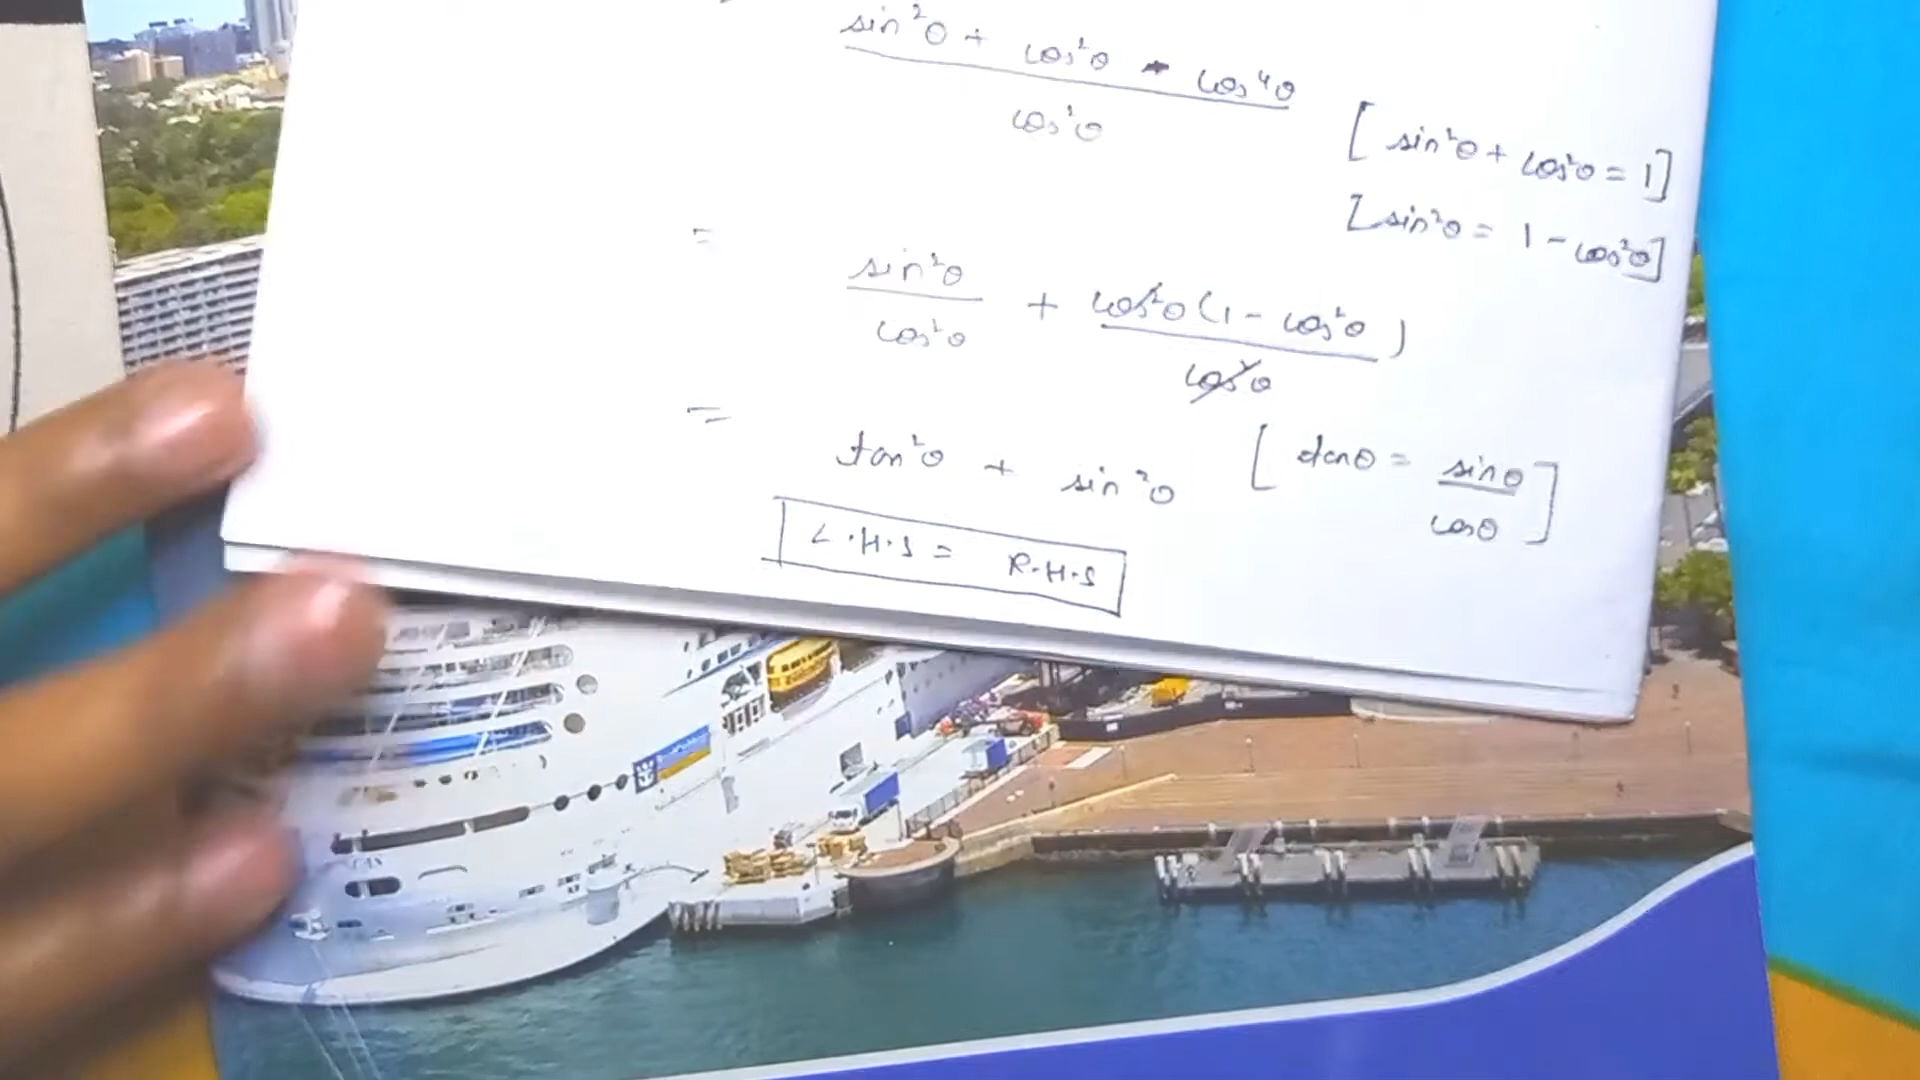 sin²θ + cos²θ - cos⁴θ
cos²θ
[sin²θ + cos²θ = 1]
[sin²θ = 1 - cos²θ]
=
sin²θ + cos²θ(1 - cos²θ)
cos²θ cos²θ
= tan²θ + sin²θ [tanθ = sinθ
cosθ]
L.H.S = R.H.S